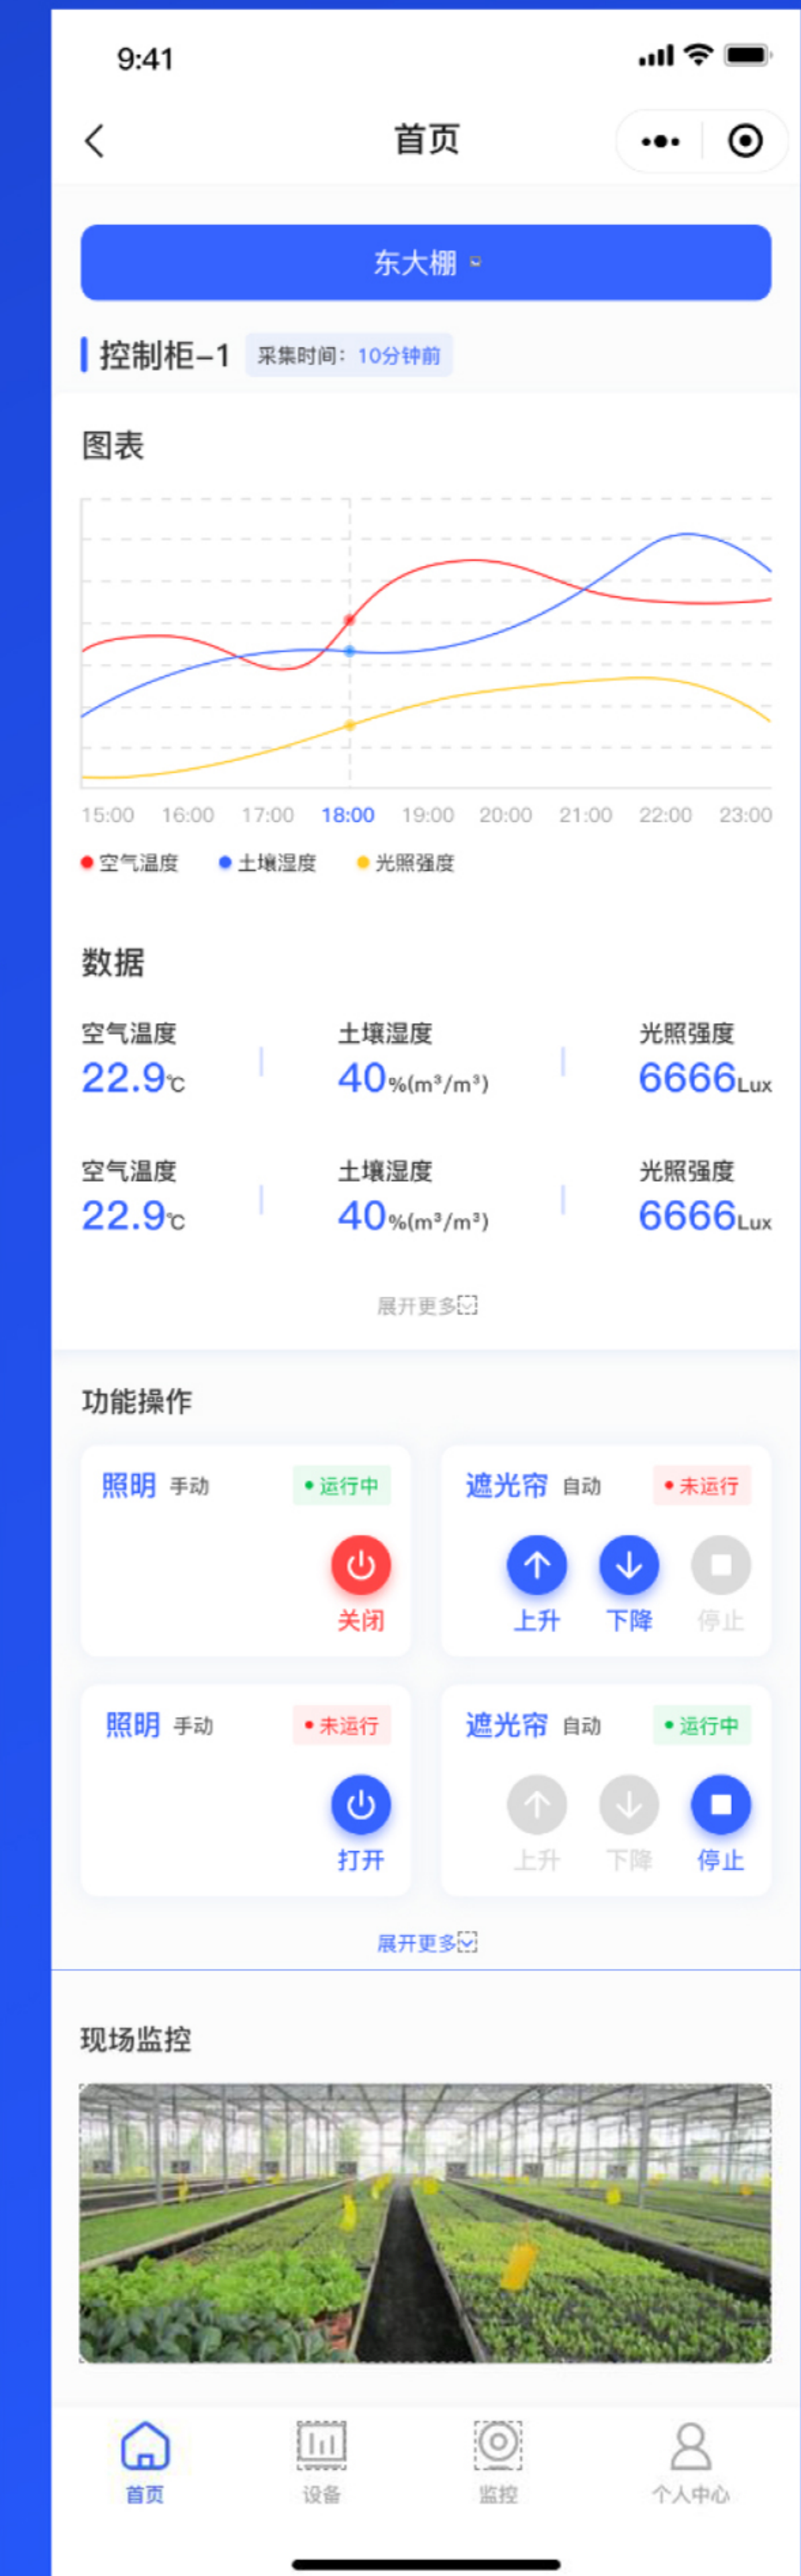 9:41
首页
东大棚
控制柜-1 采集时间：10分钟前
图表
15:00 16:00 17:00 18:00 19:00 20:00 21:00 22:00 23:00
空气温度 土壤湿度 光照强度
数据
空气温度 土壤湿度 光照强度
22.9℃ 40%(m³/m³) 6666Lux
空气温度 土壤湿度 光照强度
22.9℃ 40%(m³/m³) 6666Lux
展开更多
功能操作
照明 手动 运行中 遮光帘 自动 未运行
关闭 上升 下降 停止
照明 手动 未运行 遮光帘 自动 运行中
打开 上升 下降 停止
展开更多
现场监控
首页 设备 监控 个人中心